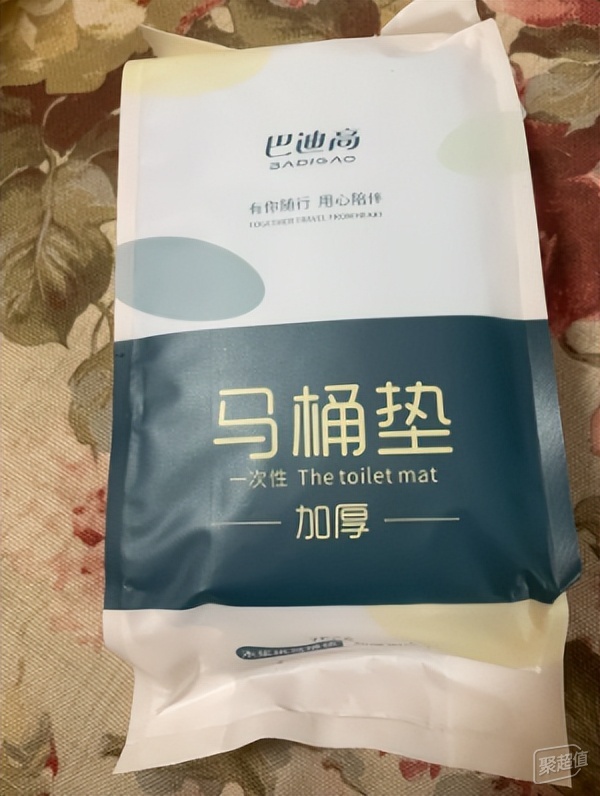 巴迪高
BADIGAO
有你随行 用心陪伴
马桶垫
一次性 The toilet mat
加厚
聚超值